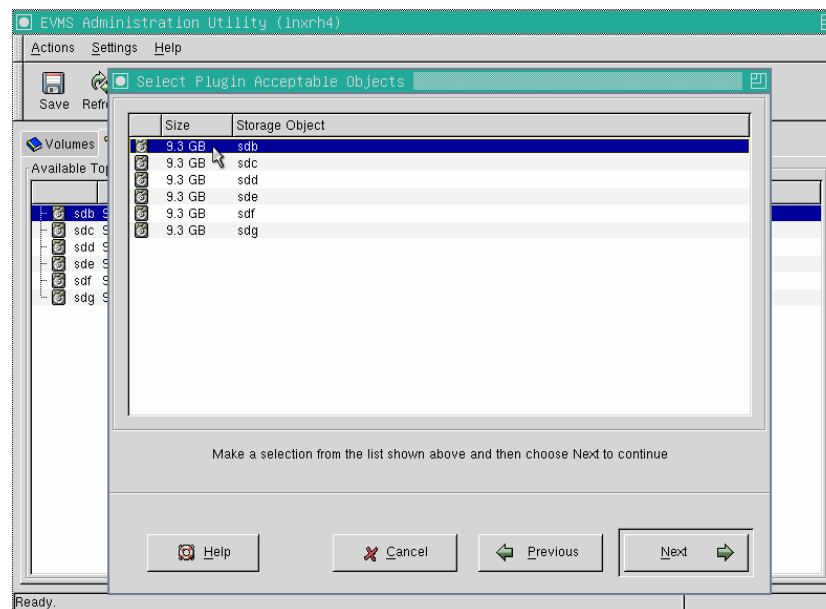 EVMS Administration Utility (lnxrh4)
Actions Settings Help
Select Plugin Acceptable Objects
Save Refr
Size Storage Object
Volumes
9.3 GB sdb
9.3 GB sdc
Available To
9.3 GB sdd
9.3 GB sde
9.3 GB sdf
9.3 GB sdg
sdb S
sdc S
sdd S
sde S
sdf S
sdg S
Make a selection from the list shown above and then choose Next to continue
Help Cancel Previous Next
Ready.